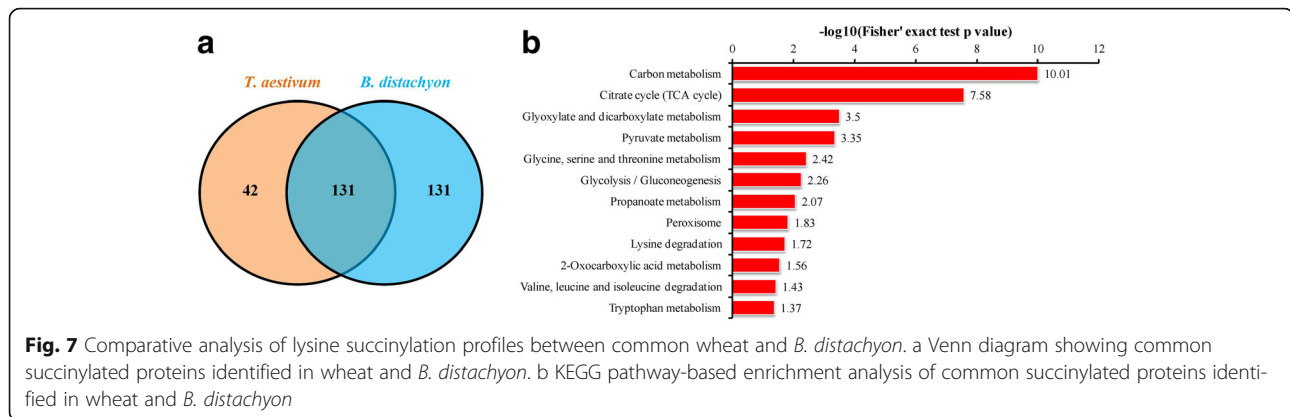 a
T. aestivum
B. distachyon
42
131
131
b
-log10(Fisher' exact test p value)
0 2 4 6 8 10 12
Carbon metabolism 10.01
Citrate cycle (TCA cycle) 7.58
Glyoxylate and dicarboxylate metabolism 3.5
Pyruvate metabolism 3.35
Glycine, serine and threonine metabolism 2.42
Glycolysis / Gluconeogenesis 2.26
Propanoate metabolism 2.07
Peroxisome 1.83
Lysine degradation 1.72
2-Oxocarboxylic acid metabolism 1.56
Valine, leucine and isoleucine degradation 1.43
Tryptophan metabolism 1.37
Fig. 7 Comparative analysis of lysine succinylation profiles between common wheat and B. distachyon. a Venn diagram showing common
succinylated proteins identified in wheat and B. distachyon. b KEGG pathway-based enrichment analysis of common succinylated proteins identi-
fied in wheat and B. distachyon